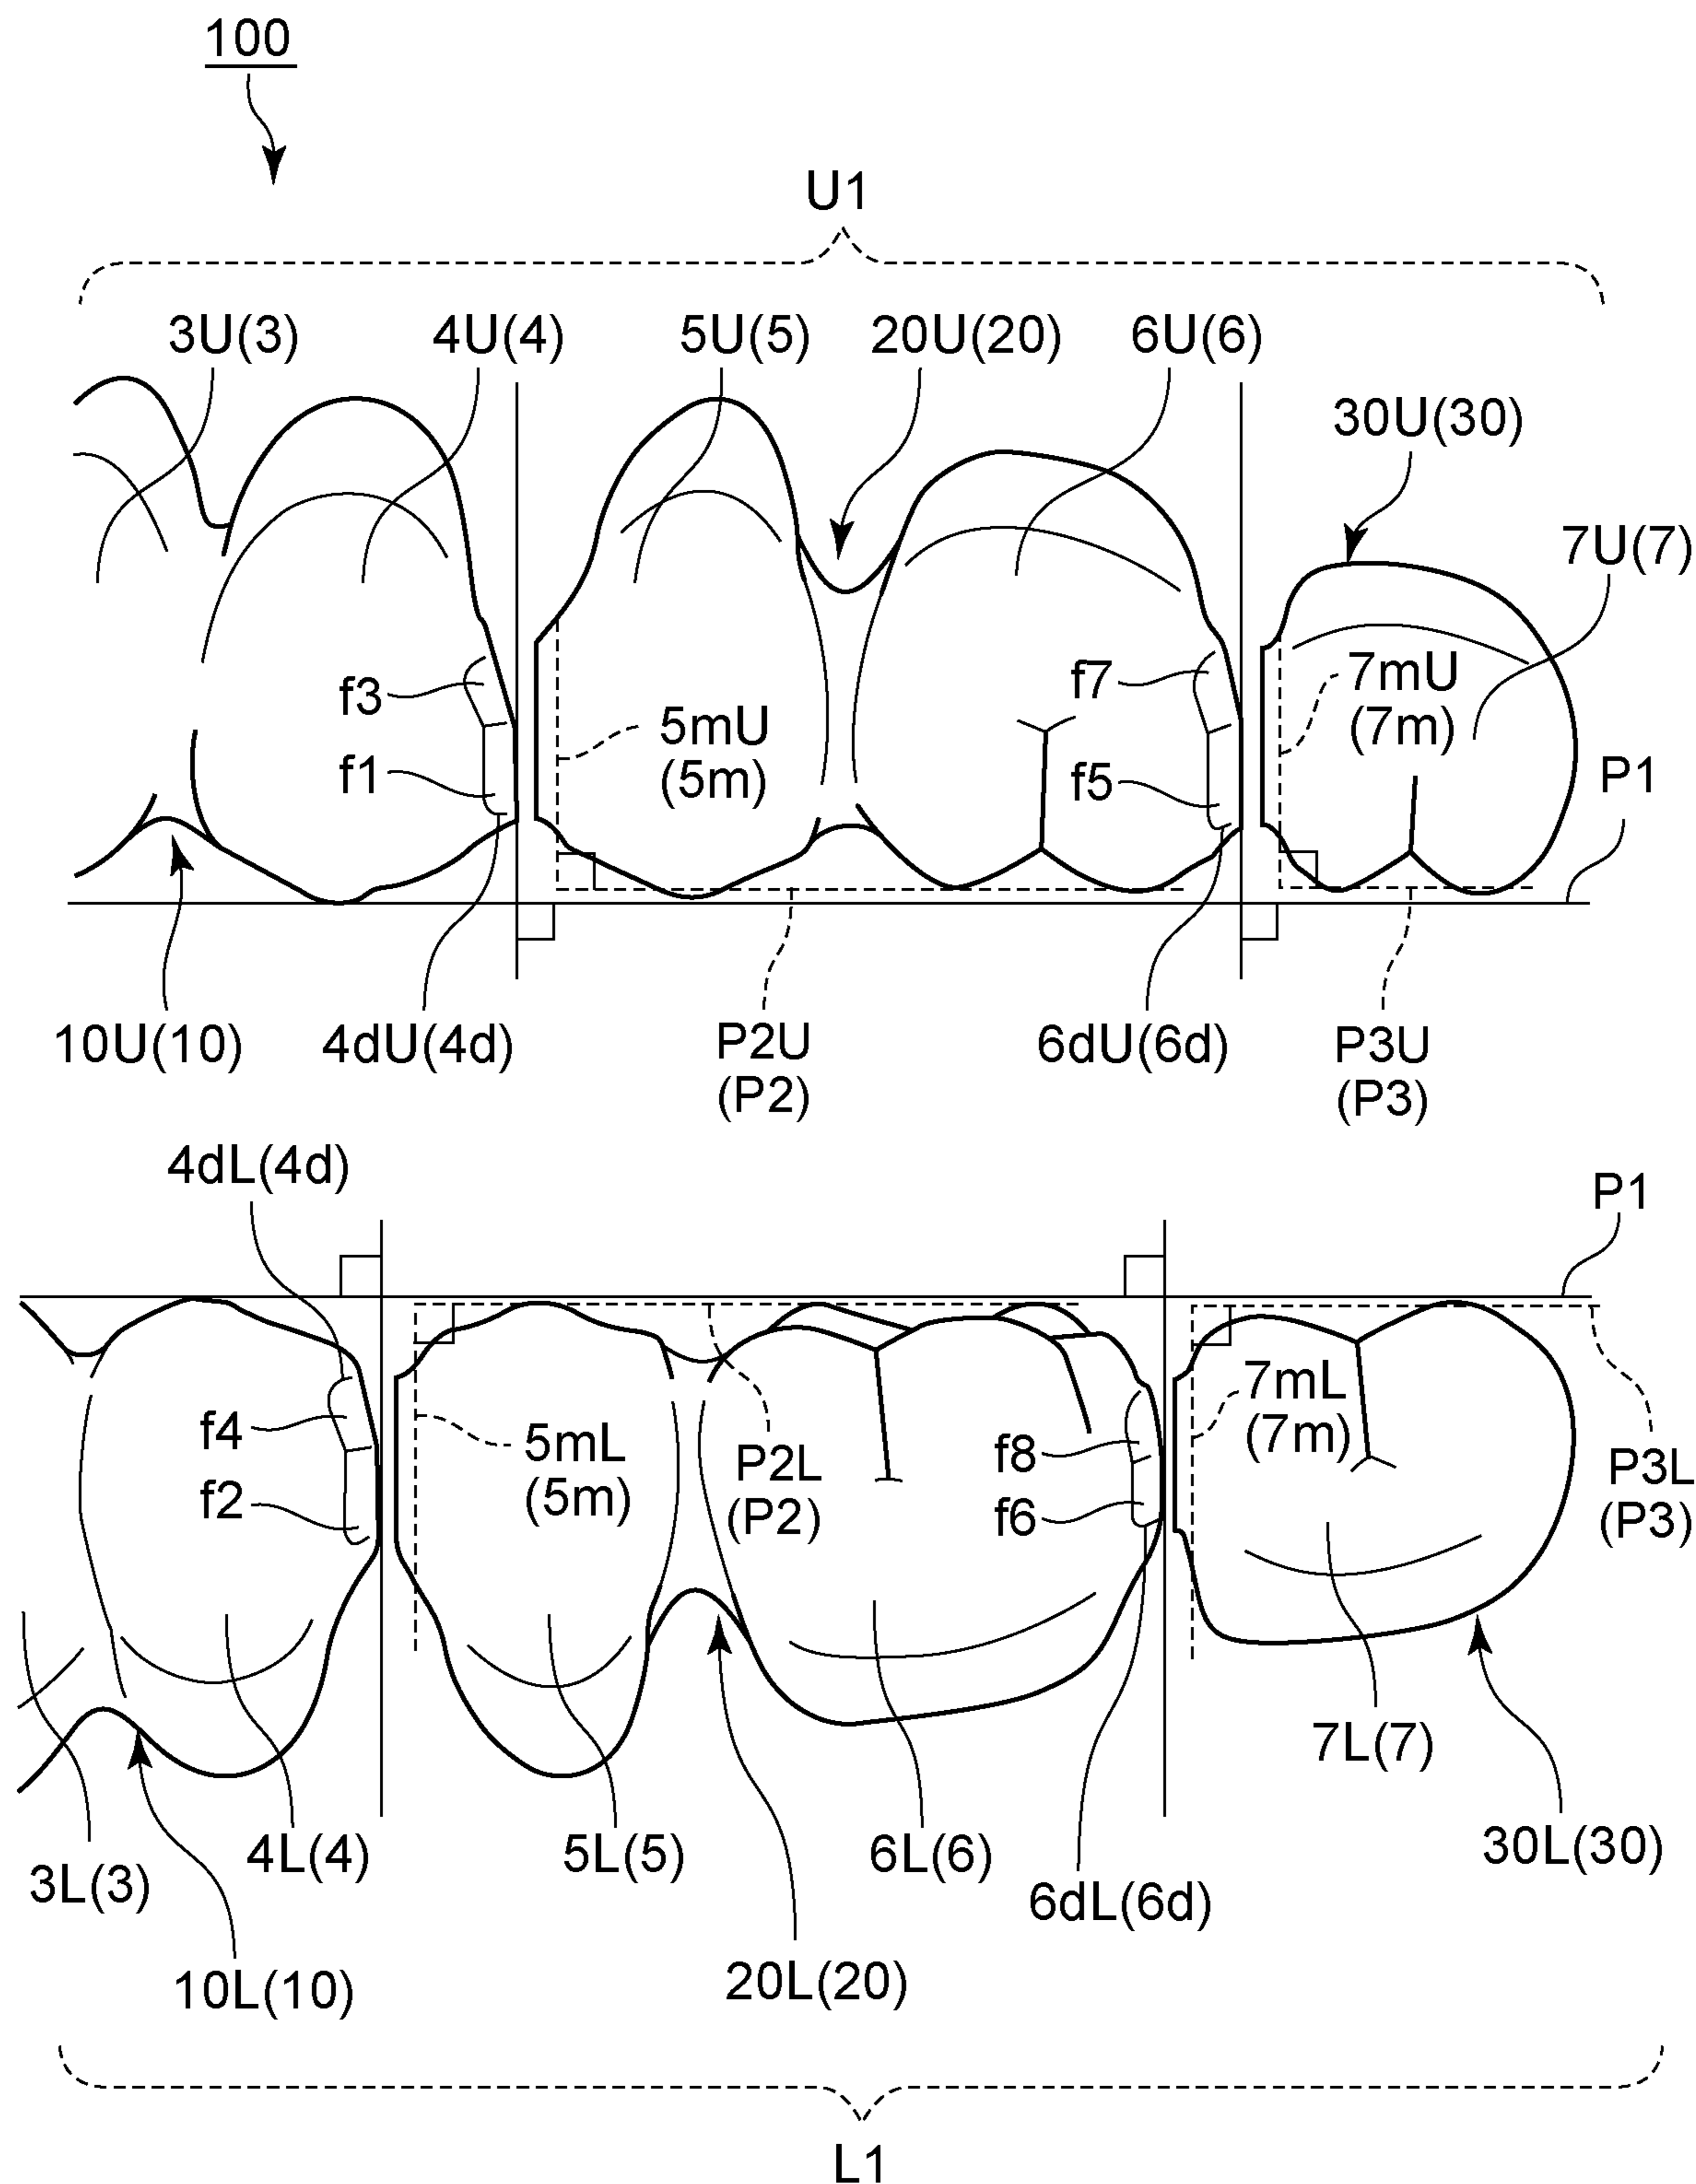 100
U1
3U(3)
4U(4)
5U(5)
20U(20)
6U(6)
30U(30)
7U(7)
f3
f7
7mU
(7m)
5mU
(5m)
f1
f5
P1
10U(10)
4dU(4d)
P2U
(P2)
6dU(6d)
P3U
(P3)
4dL(4d)
P1
7mL
(7m)
f4
5mL
(5m)
P2L
(P2)
f8
P3L
(P3)
f2
f6
7L(7)
3L(3)
4L(4)
5L(5)
6L(6)
6dL(6d)
30L(30)
10L(10)
20L(20)
L1